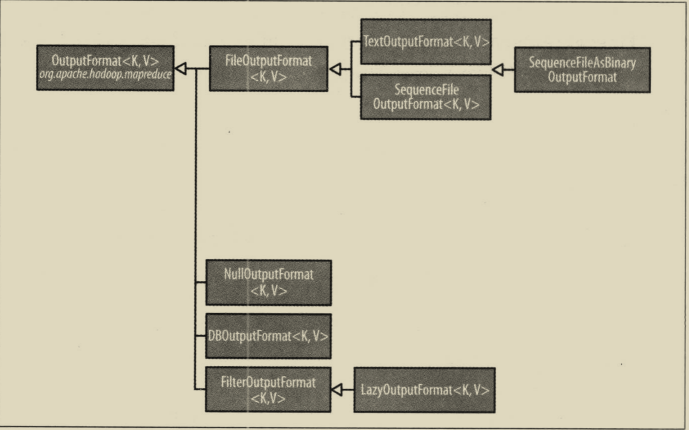 OutputFormat<K, V>
org.apache.hadoop.mapreduce
FileOutputFormat
<K, V>
TextOutputFormat<K, V>
SequenceFile
OutputFormat<K, V>
SequenceFileAsBinary
OutputFormat
NullOutputFormat
<K, V>
DBOutputFormat<K, V>
FilterOutputFormat
<K,V>
LazyOutputFormat<K, V>